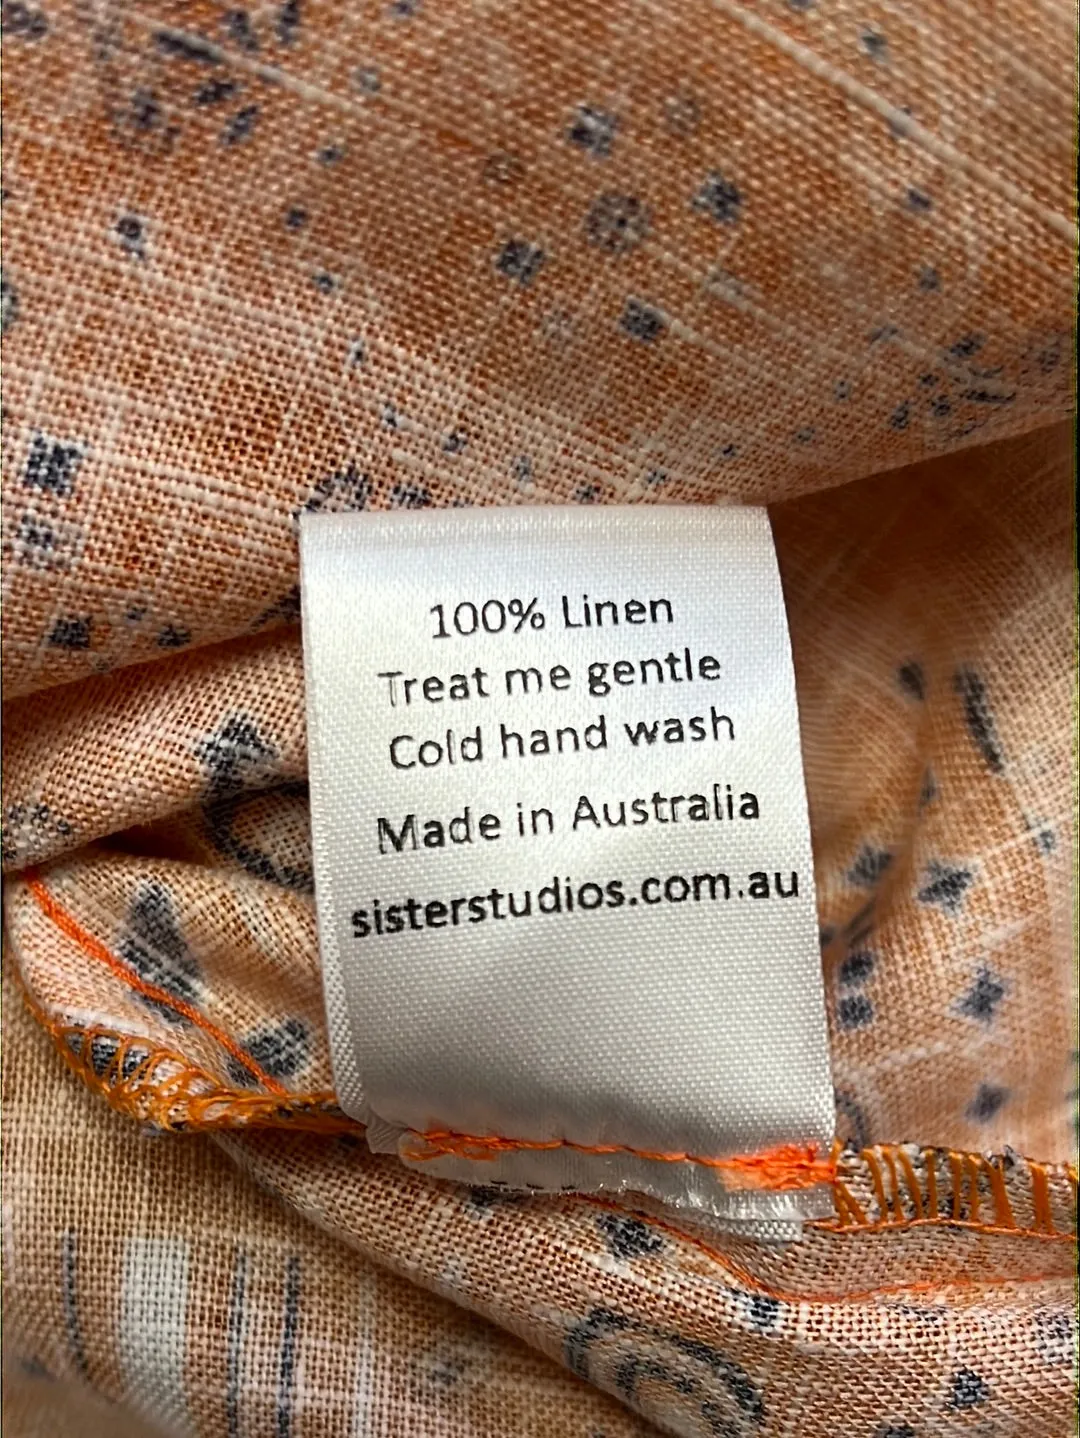 100% Linen
Treat me gentle
Cold hand wash
Made in Australia
sisterstudios.com.au